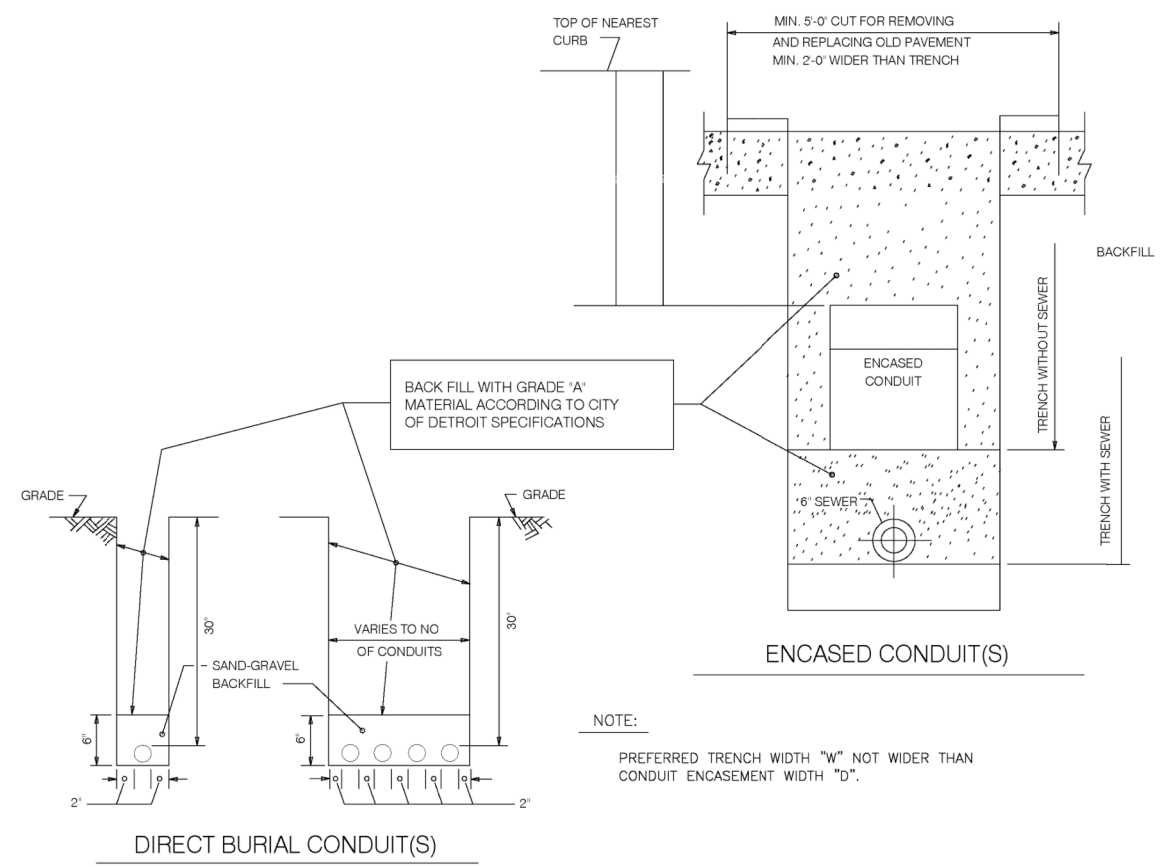 TOP OF NEAREST
CURB
MIN. 5'-0" CUT FOR REMOVING
AND REPLACING OLD PAVEMENT
MIN. 2'-0" WIDER THAN TRENCH
BACKFILL
TRENCH WITHOUT SEWER
TRENCH WITH SEWER
ENCASED
CONDUIT
6" SEWER
BACK FILL WITH GRADE "A"
MATERIAL ACCORDING TO CITY
OF DETROIT SPECIFICATIONS
GRADE
GRADE
30"
30"
VARIES TO NO
OF CONDUITS
SAND-GRAVEL
BACKFILL
6"
6"
2"
2"
DIRECT BURIAL CONDUIT(S)
ENCASED CONDUIT(S)
NOTE:
PREFERRED TRENCH WIDTH "W" NOT WIDER THAN
CONDUIT ENCASEMENT WIDTH "D".